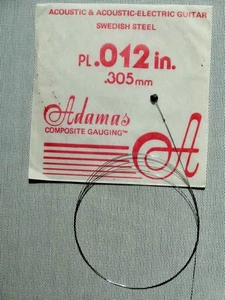 ACOUSTIC & ACOUSTIC-ELECTRIC GUITAR
SWEDISH STEEL
PL .012 in.
.305mm
Adamas
COMPOSITE GAUGING™
A